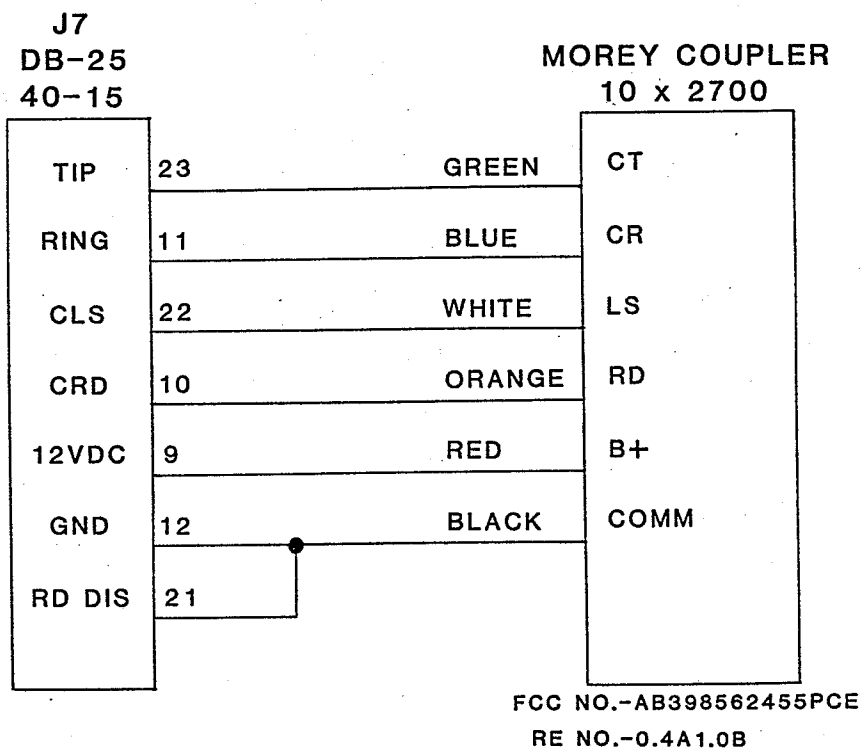 J7
DB-25
40-15
MOREY COUPLER
10 x 2700
TIP 23 GREEN CT
RING 11 BLUE CR
CLS 22 WHITE LS
CRD 10 ORANGE RD
12VDC 9 RED B+
GND 12 BLACK COMM
RD DIS 21
FCC NO.-AB398562455PCE
RE NO.-0.4A1.0B